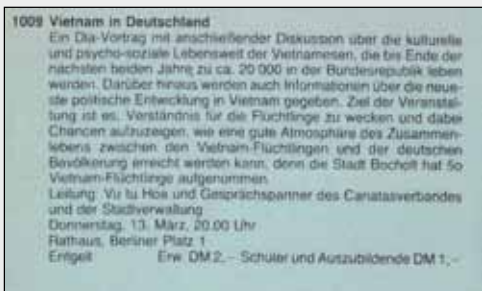 1009 Vietnam in Deutschland
Ein Dia-Vortrag mit anschließender Diskussion über die kulturelle
und psycho-soziale Lebenswelt der Vietnamesen, die bis Ende der
nächsten beiden Jahre zu ca. 20 000 in der Bundesrepublik leben
werden. Darüber hinaus werden auch Informationen über die neue-
ste politische Entwicklung in Vietnam gegeben. Ziel der Veranstal-
tung ist es, Verständnis für die Flüchtlinge zu wecken und dabei
Chancen aufzuzeigen, wie eine gute Atmosphäre des Zusammen-
lebens zwischen den Vietnam-Flüchtlingen und der deutschen
Bevölkerung erreicht werden kann, denn die Stadt Bocholt hat 5o
Vietnam-Flüchtlinge aufgenommen.
Leitung: Vu tu Hoa und Gesprächspanner des Canatasverbandes
und der Stadtverwaltung
Donnerstag, 13. März, 20.00 Uhr
Rathaus, Berliner Platz 1
Entgelt Erw. DM 2,– Schüler und Auszubildende DM 1,–